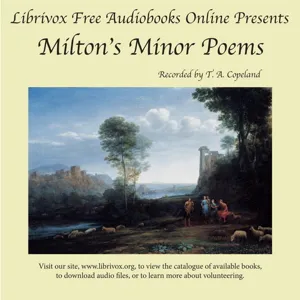 Librivox Free Audiobooks Online Presents
Milton's Minor Poems
Recorded by T. A. Copeland
Visit our site, www.librivox.org, to view the catalogue of available books,
to download audio files, or to learn more about volunteering.